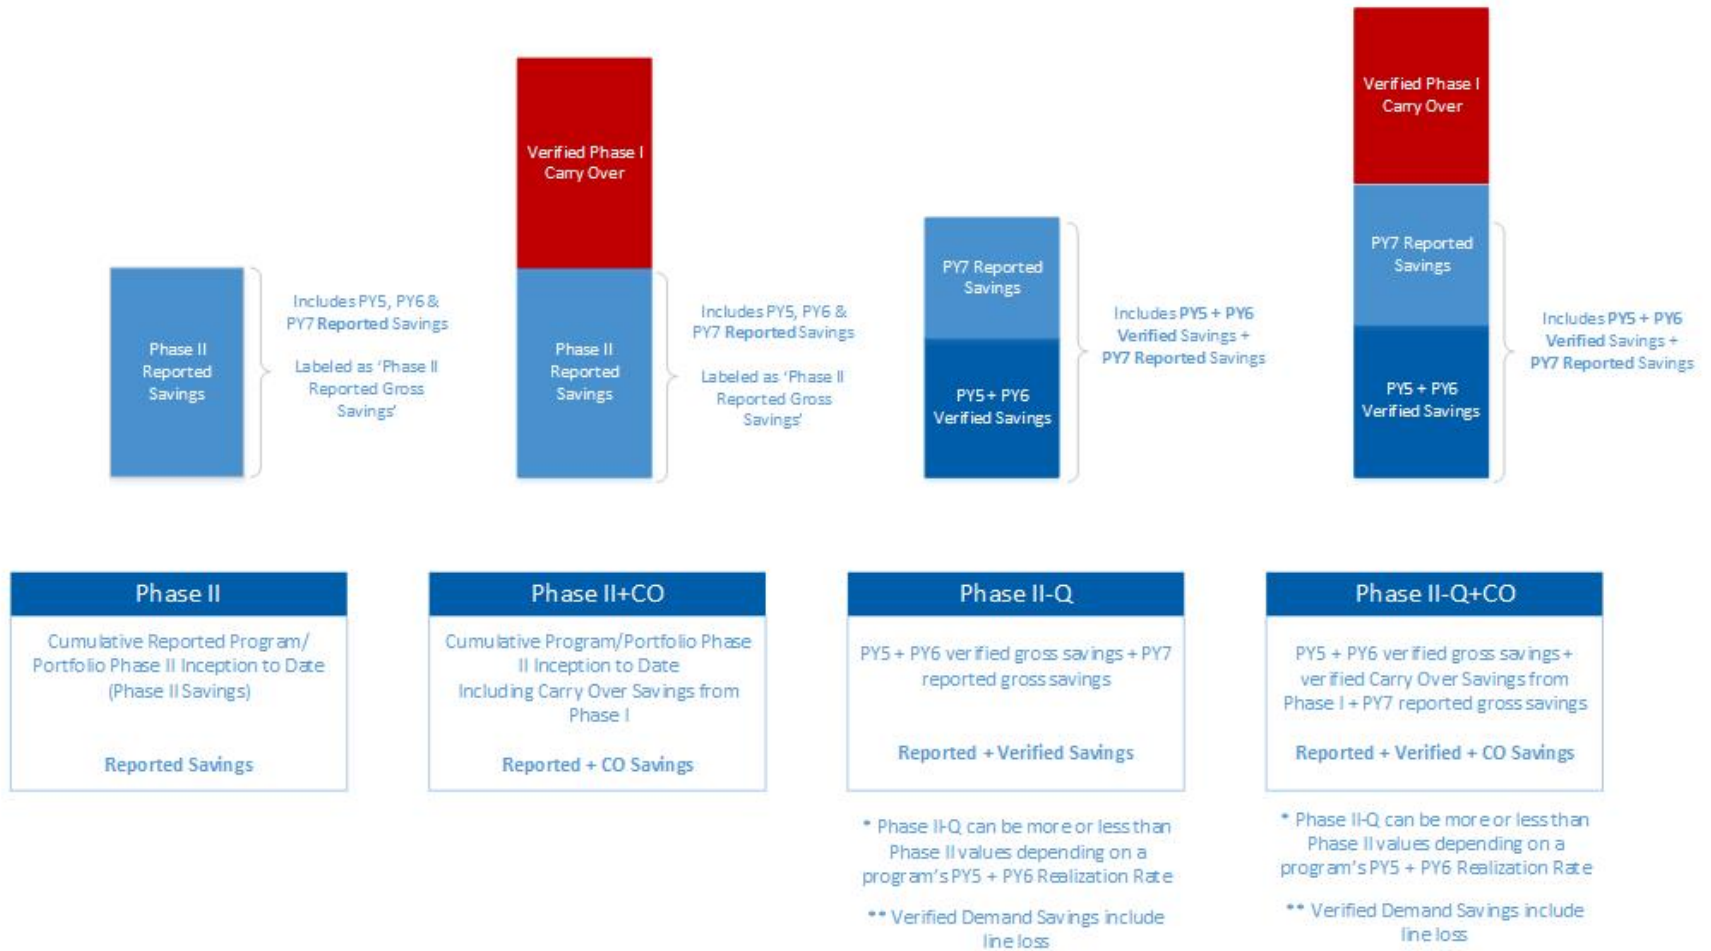 Phase II
Reported
Savings
Includes PY5, PY6 &
PY7 Reported Savings
Labeled as ‘Phase II
Reported Gross
Savings’
Verified Phase I
Carry Over
Phase II
Reported
Savings
Includes PY5, PY6 &
PY7 Reported Savings
Labeled as ‘Phase II
Reported Gross
Savings’
PY7 Reported
Savings
PY5 + PY6
Verified Savings
Includes PY5 + PY6
Verified Savings +
PY7 Reported Savings
Verified Phase I
Carry Over
PY7 Reported
Savings
PY5 + PY6
Verified Savings
Includes PY5 + PY6
Verified Savings +
PY7 Reported Savings
Phase II
Cumulative Reported Program/
Portfolio Phase II Inception to Date
(Phase II Savings)
Reported Savings
Phase II+CO
Cumulative Program/Portfolio Phase
II Inception to Date
Including Carry Over Savings from
Phase I
Reported + CO Savings
Phase II-Q
PY5 + PY6 verified gross savings + PY7
reported gross savings
Reported + Verified Savings
* Phase II-Q can be more or less than
Phase II values depending on a
program’s PY5 + PY6 Realization Rate
** Verified Demand Savings include
line loss
Phase II-Q+CO
PY5 + PY6 verified gross savings +
verified Carry Over Savings from
Phase I + PY7 reported gross savings
Reported + Verified + CO Savings
* Phase II-Q can be more or less than
Phase II values depending on a
program’s PY5 + PY6 Realization Rate
** Verified Demand Savings include
line loss